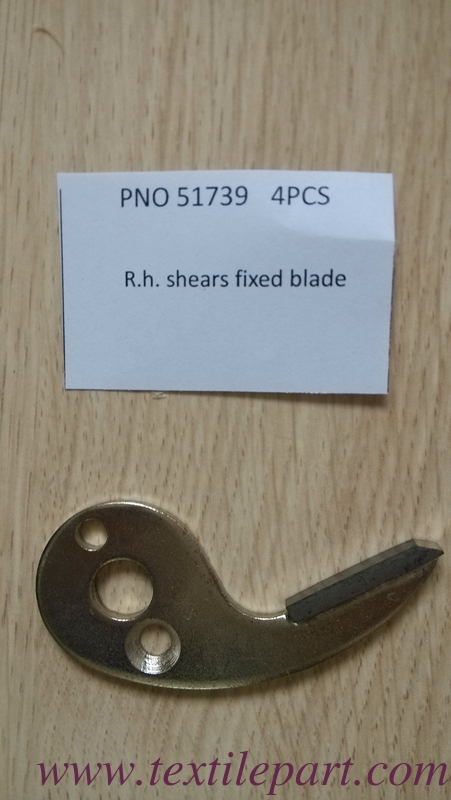 PNO 51739 4PCS
R.h. shears fixed blade
www.textilepart.com